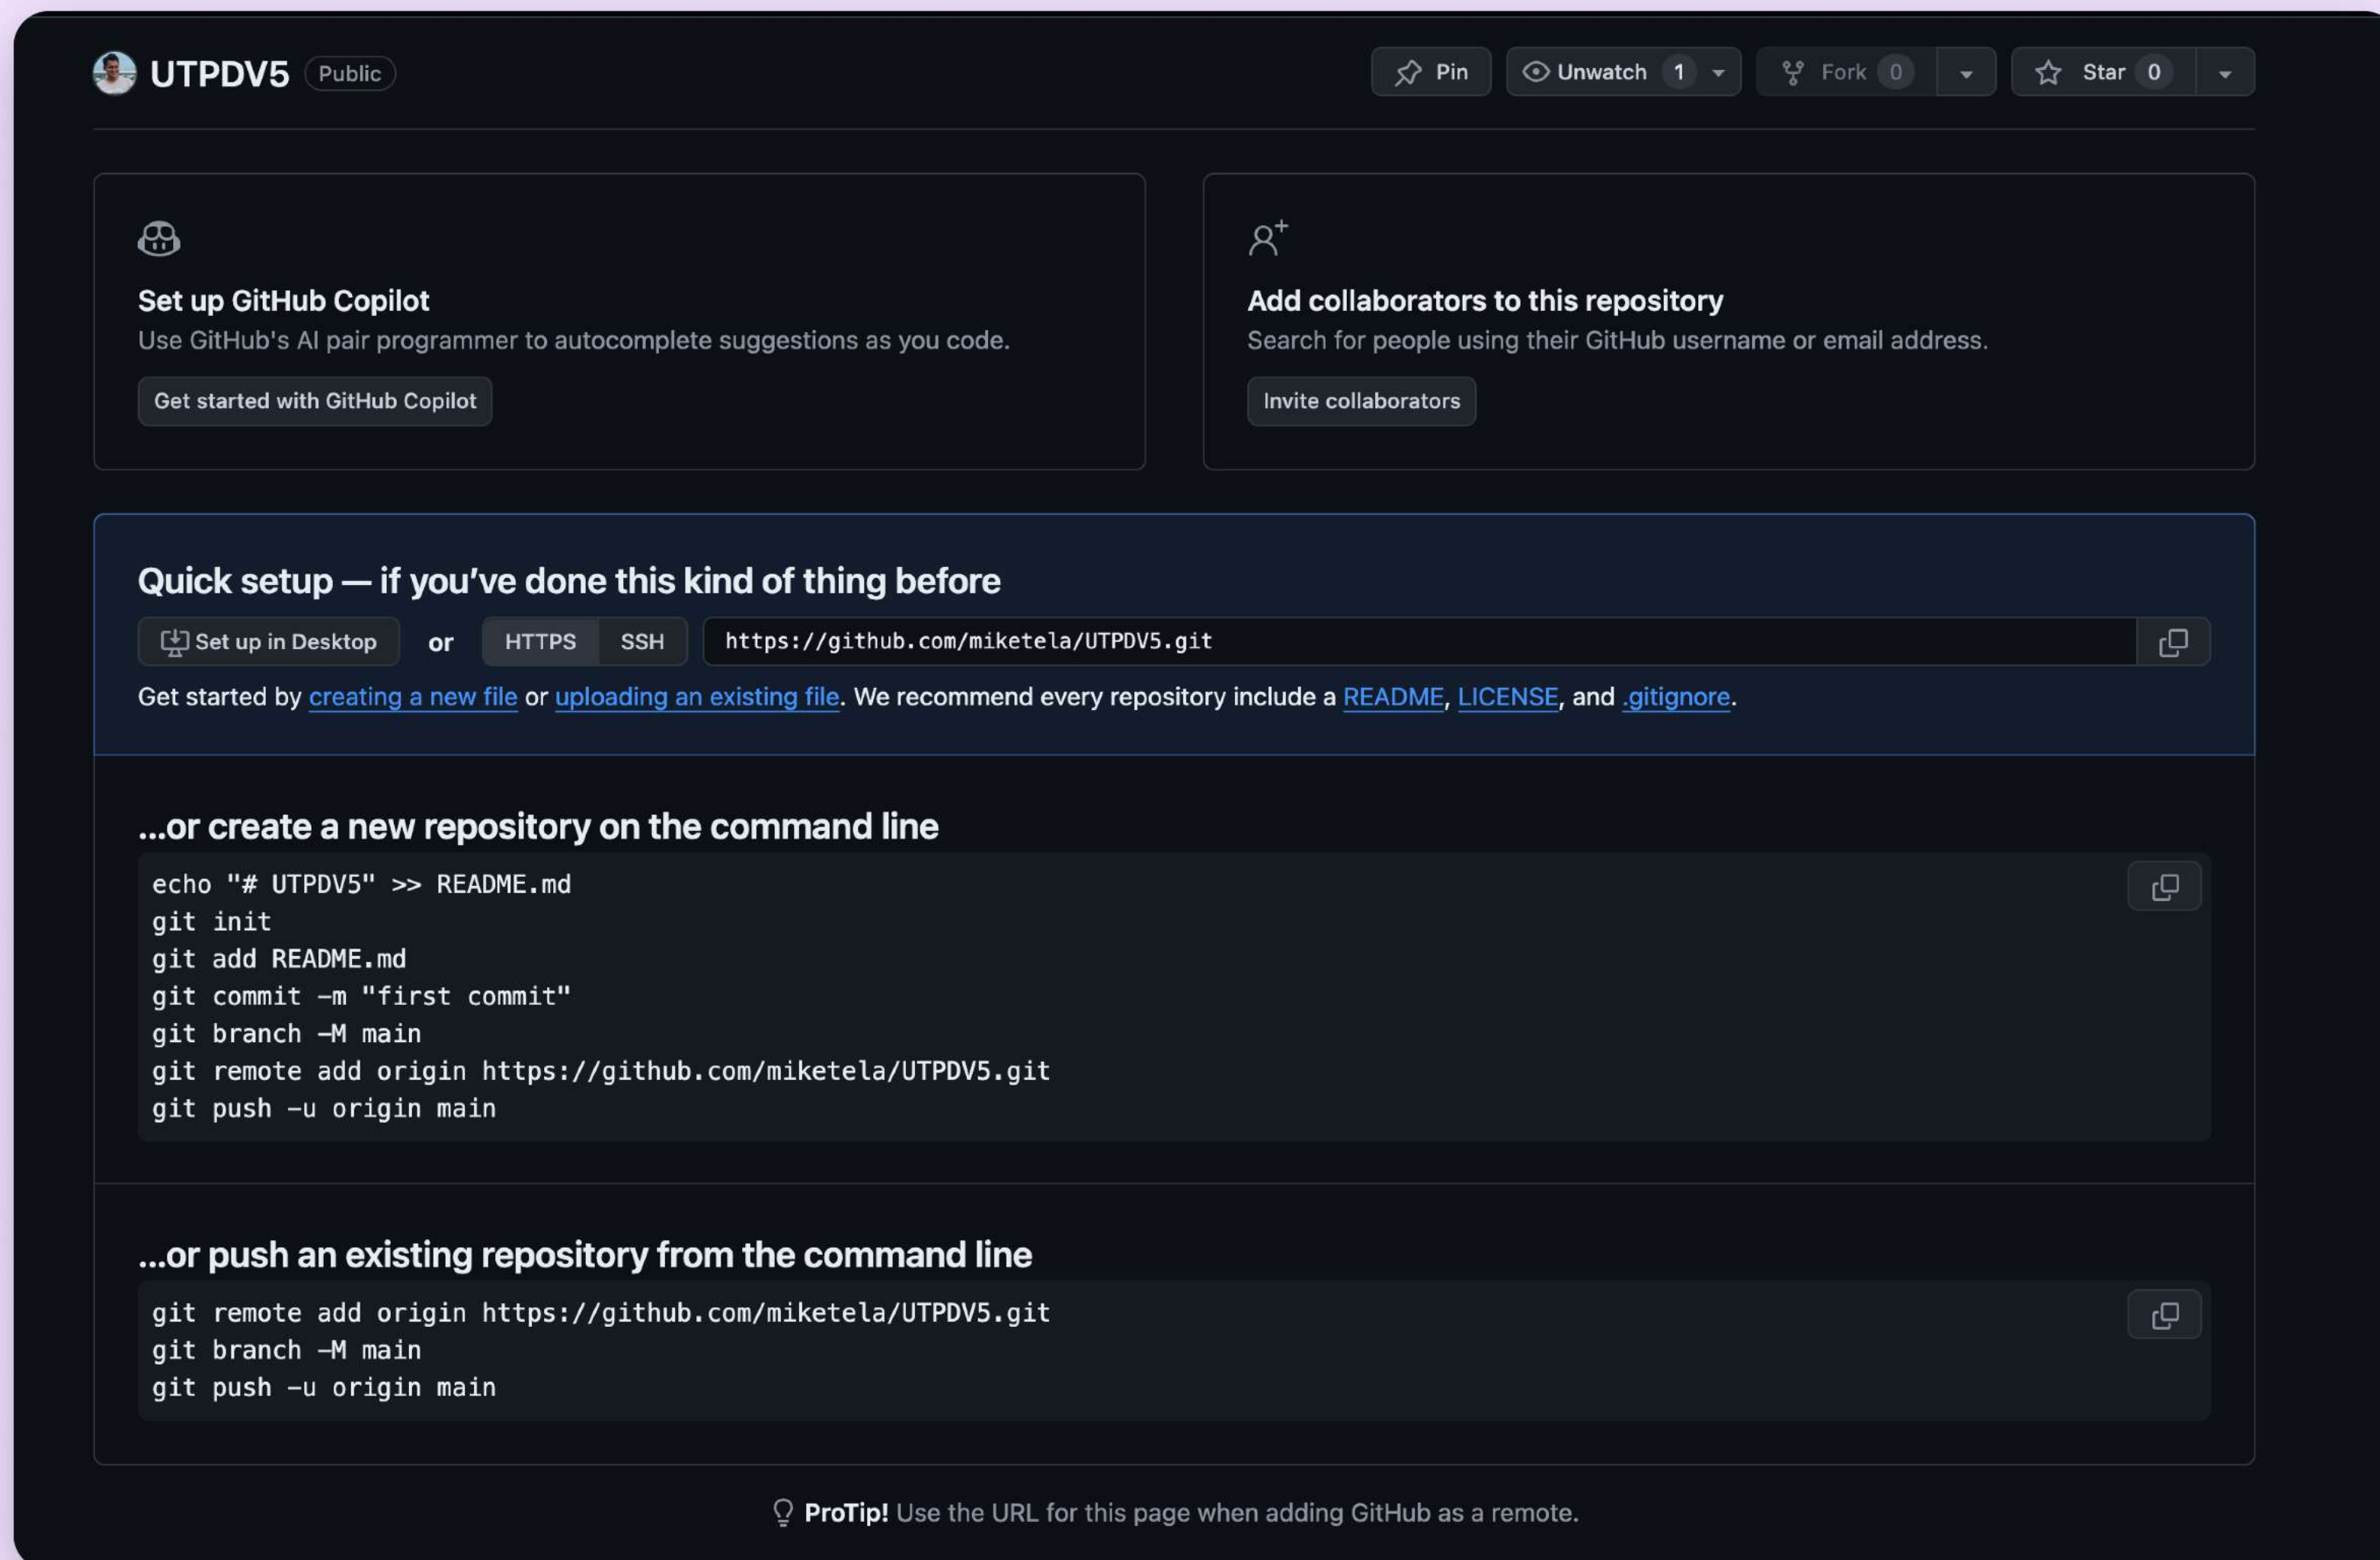 UTPDV5 Public Pin Unwatch 1 Fork 0 Star 0
Set up GitHub Copilot
Use GitHub's AI pair programmer to autocomplete suggestions as you code.
Get started with GitHub Copilot
Add collaborators to this repository
Search for people using their GitHub username or email address.
Invite collaborators
Quick setup — if you’ve done this kind of thing before
Set up in Desktop or HTTPS SSH https://github.com/miketela/UTPDV5.git
Get started by creating a new file or uploading an existing file. We recommend every repository include a README, LICENSE, and .gitignore.
…or create a new repository on the command line
echo "# UTPDV5" >> README.md
git init
git add README.md
git commit -m "first commit"
git branch -M main
git remote add origin https://github.com/miketela/UTPDV5.git
git push -u origin main
…or push an existing repository from the command line
git remote add origin https://github.com/miketela/UTPDV5.git
git branch -M main
git push -u origin main
ProTip! Use the URL for this page when adding GitHub as a remote.